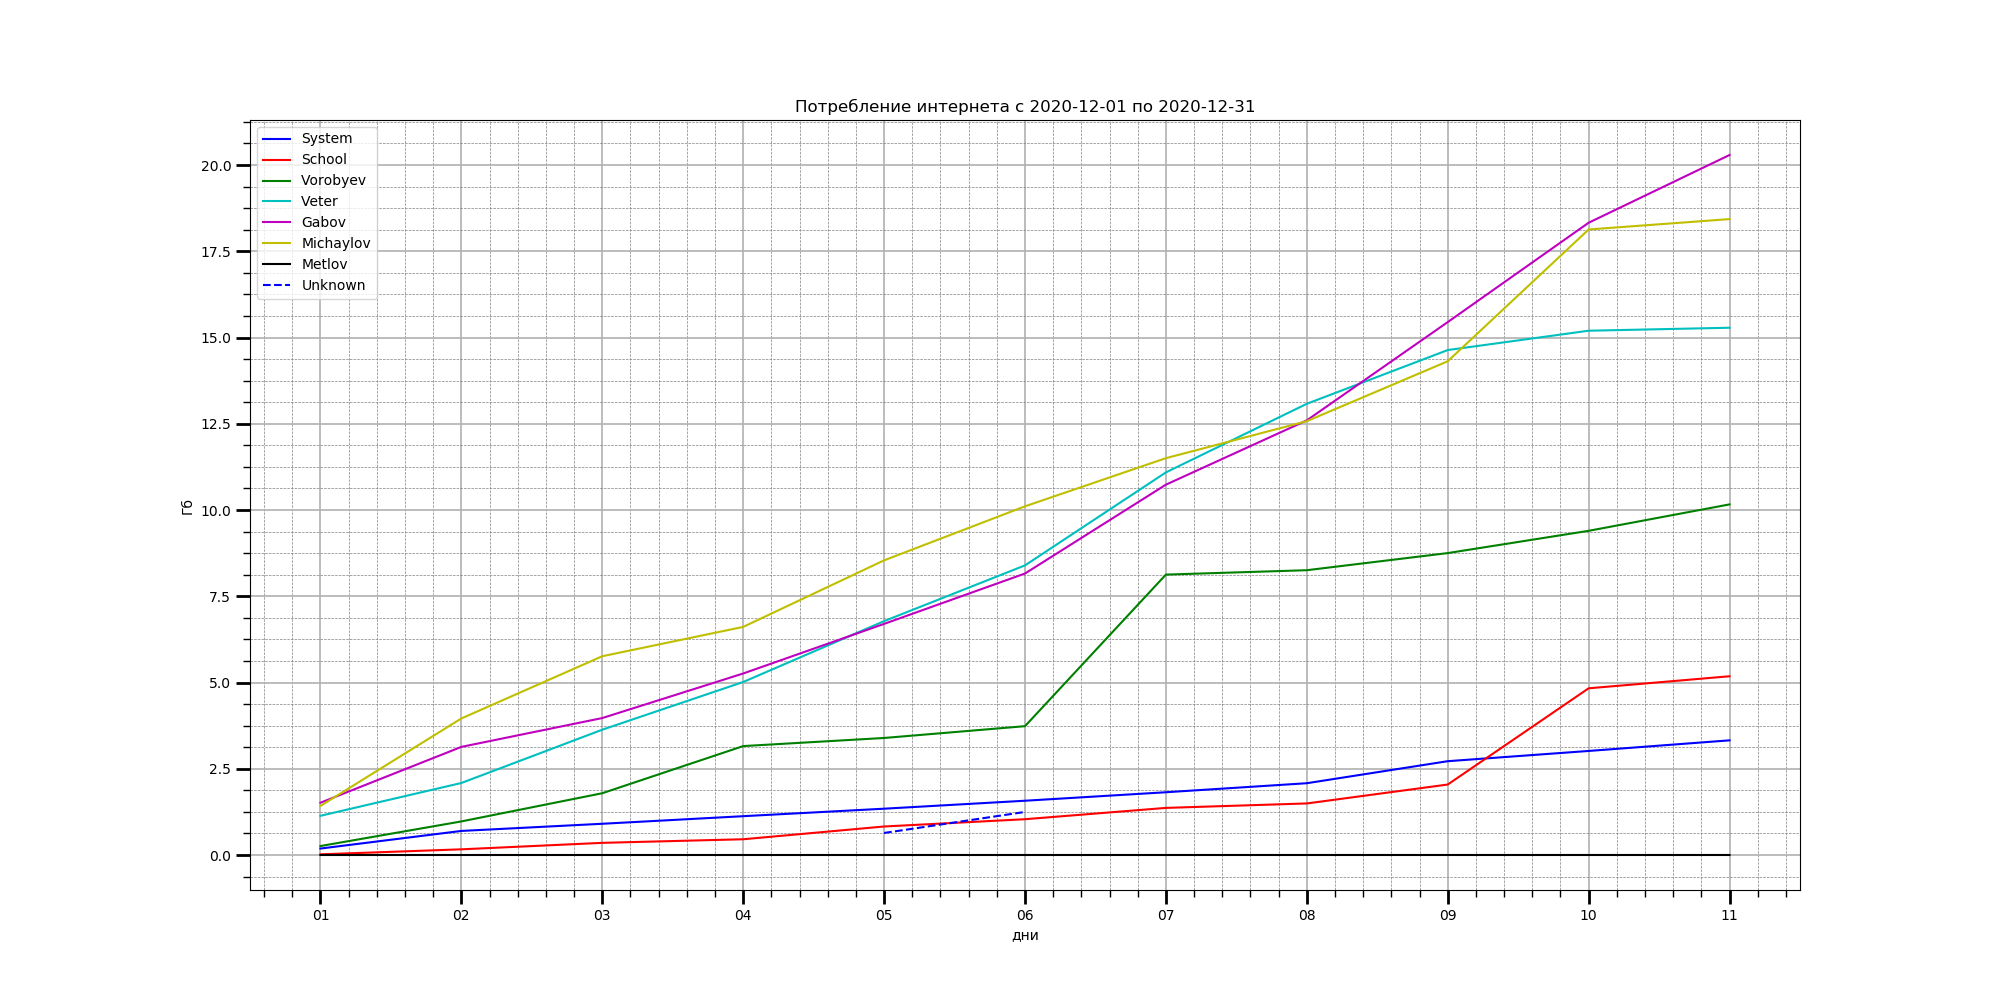 Потребление интернета с 2020-12-01 по 2020-12-31
System
School
Vorobyev
Veter
Gabov
Michaylov
Metlov
Unknown
20.0
17.5
15.0
12.5
10.0
7.5
5.0
2.5
0.0
Гб
01 02 03 04 05 06 07 08 09 10 11
дни